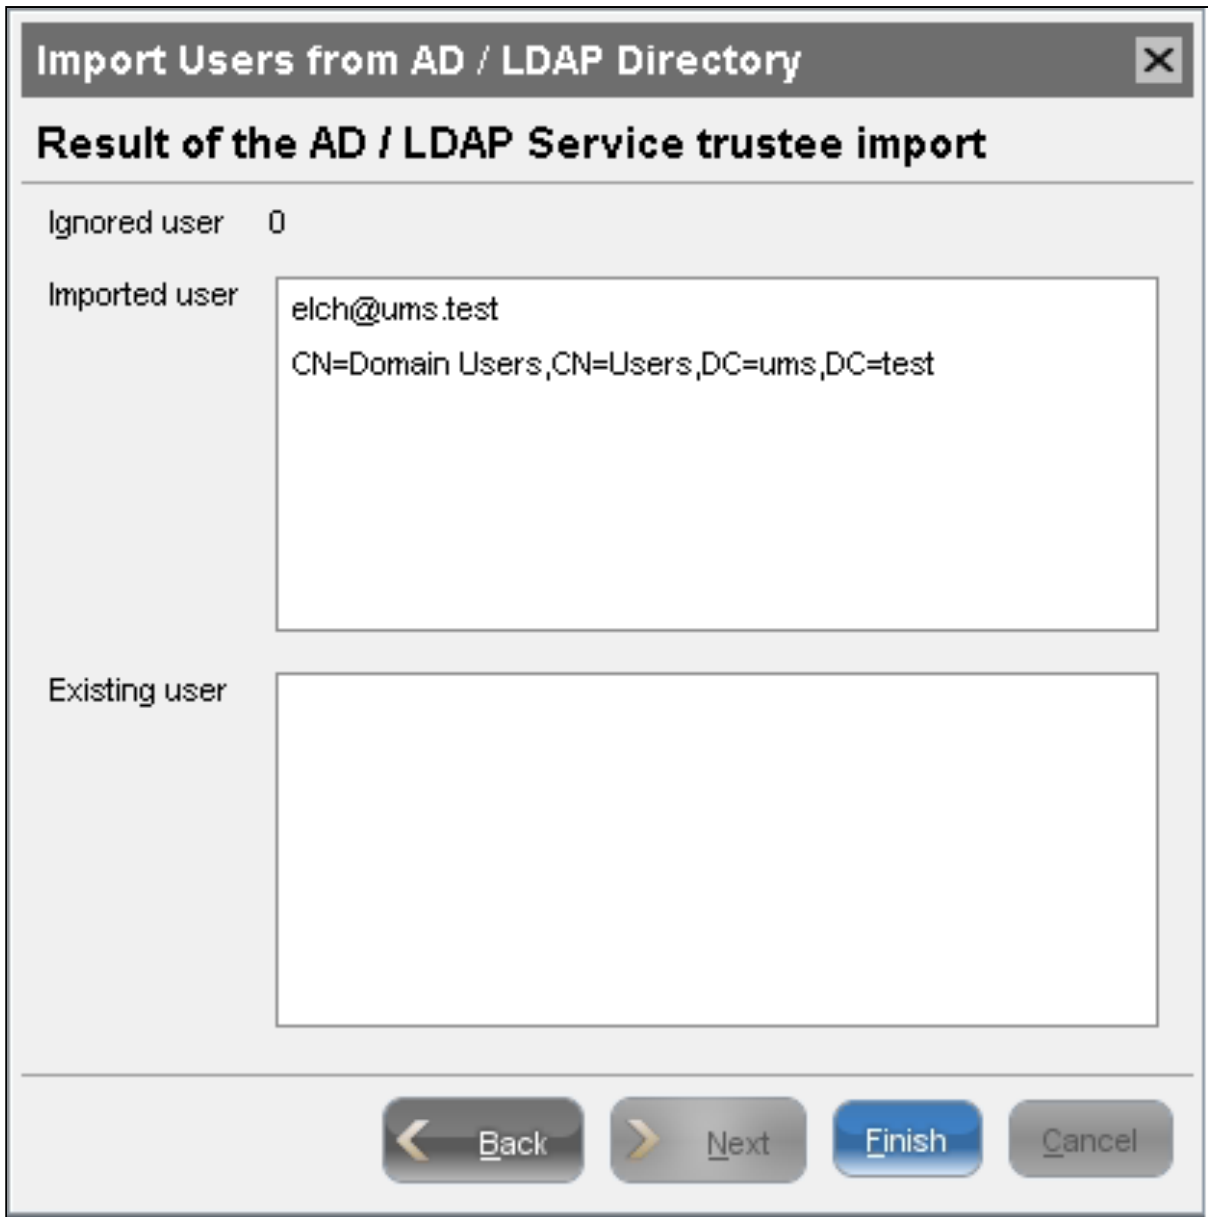 Import Users from AD / LDAP Directory
Result of the AD / LDAP Service trustee import
Ignored user 0
Imported user
elch@ums.test
CN=Domain Users,CN=Users,DC=ums,DC=test
Existing user
Back Next Finish Cancel